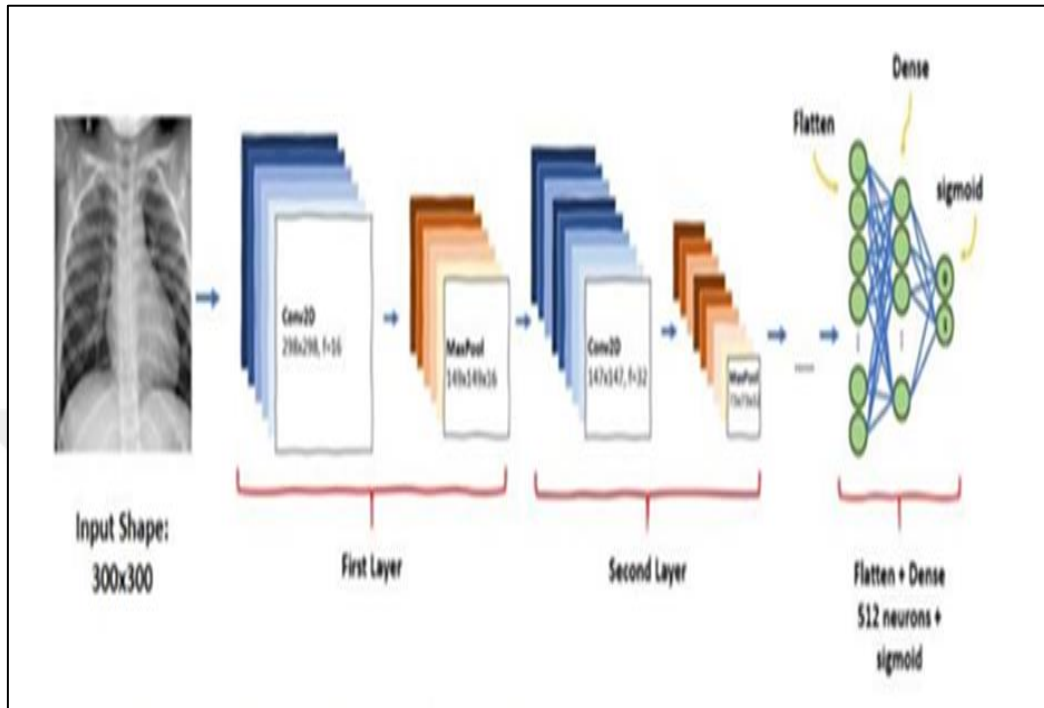 Input Shape:
300x300
Conv2D
298x298, f=16
MaxPool
149x149x16
First Layer
Conv2D
147x147, f=32
MaxPool
Second Layer
......
Flatten
Dense
sigmoid
Flatten + Dense
512 neurons +
sigmoid